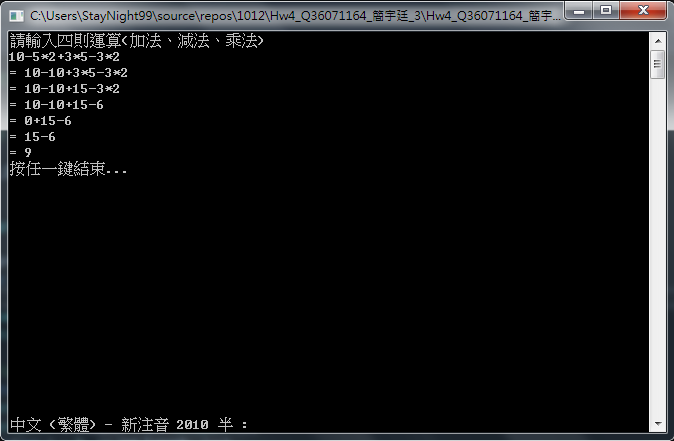 C:\Users\StayNight99\source\repos\1012\Hw4_Q36071164_簡宇廷_3\Hw4_Q36071164_簡宇...
請輸入四則運算(加法、減法、乘法)
10-5*2+3*5-3*2
= 10-10+3*5-3*2
= 10-10+15-3*2
= 10-10+15-6
= 0+15-6
= 15-6
= 9
按任一鍵結束...
中文 (繁體) - 新注音 2010 半 :